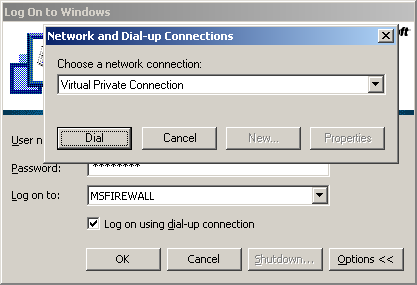 Log On to Windows
Network and Dial-up Connections
Choose a network connection:
Virtual Private Connection
Dial
Cancel
New...
Properties
User n
Password:
********
Log on to:
MSFIREWALL
Log on using dial-up connection
OK
Cancel
Shutdown...
Options <<